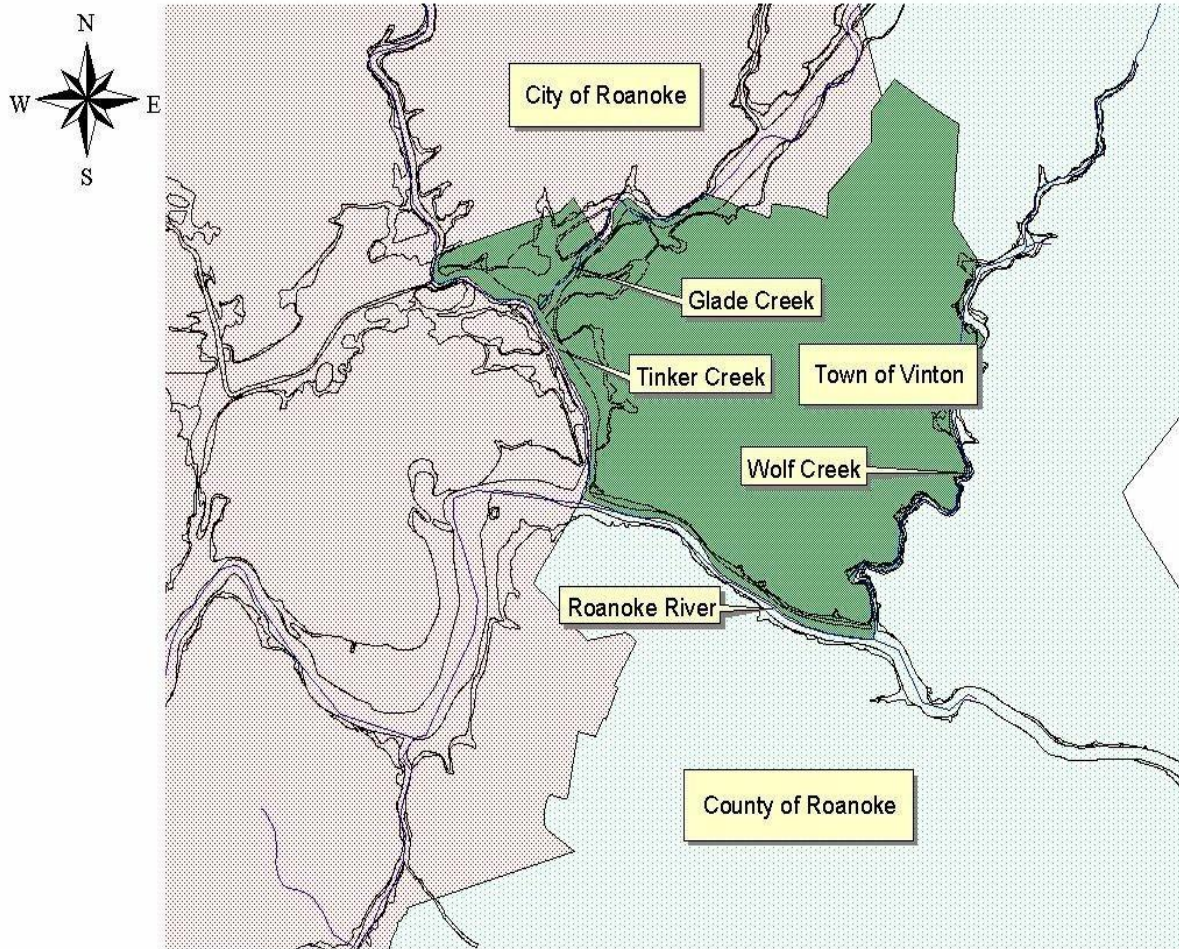 N
W
E
S
City of Roanoke
Glade Creek
Tinker Creek
Town of Vinton
Wolf Creek
Roanoke River
County of Roanoke